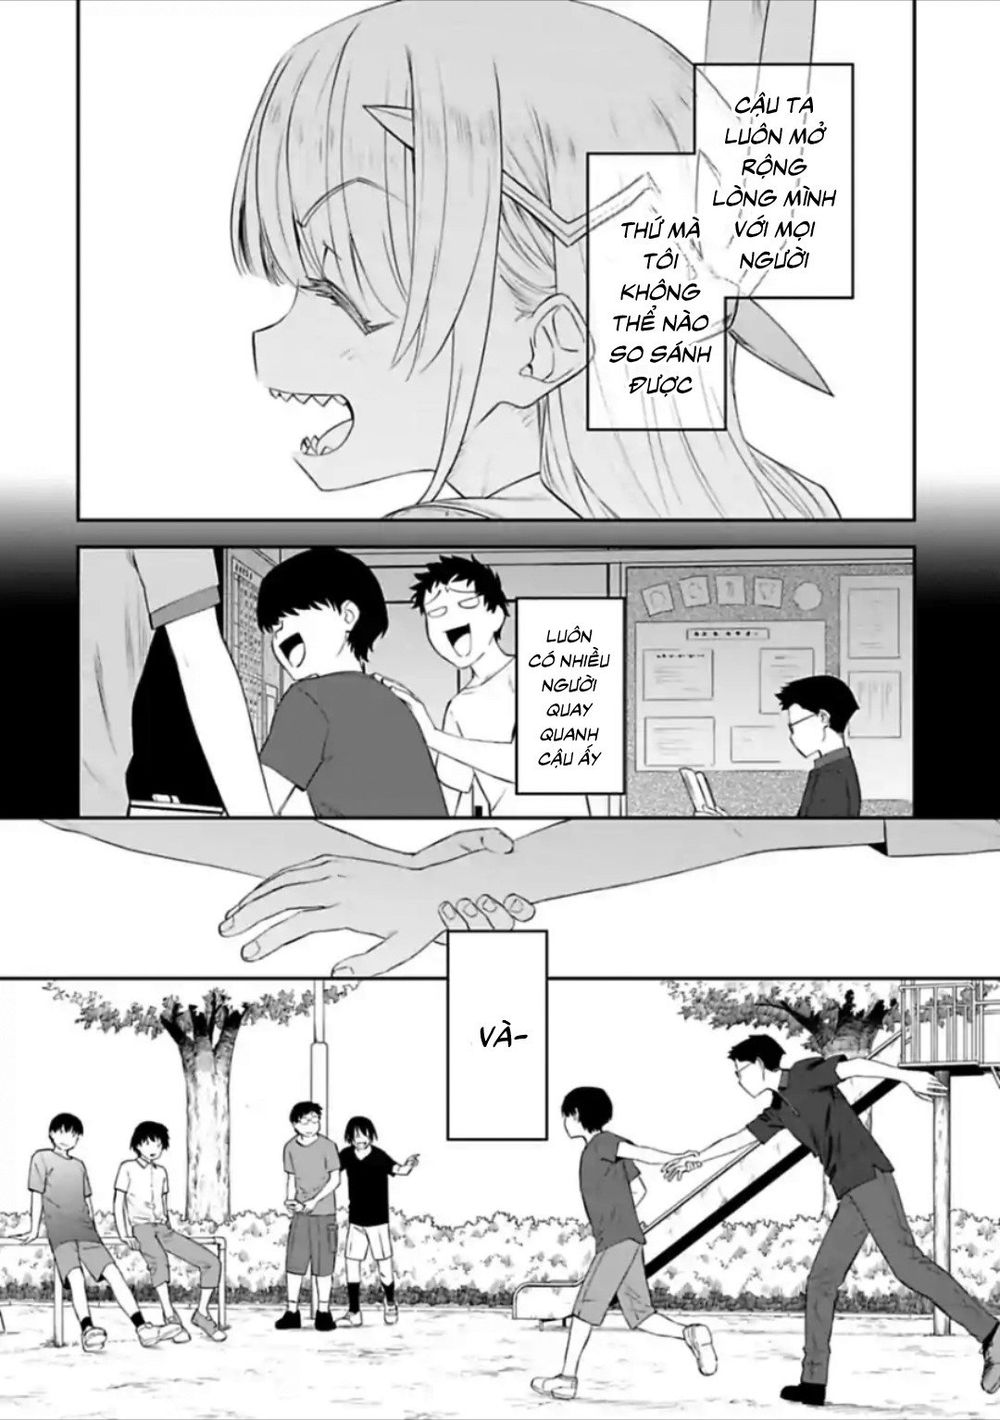 CẬU TA
LUÔN MỞ
RỘNG
LÒNG MÌNH
VỚI MỌI
NGƯỜI
THỨ MÀ
TÔI
KHÔNG
THỂ NÀO
SO SÁNH
ĐƯỢC
LUÔN
CÓ NHIỀU
NGƯỜI
QUAY
QUANH
CẬU ẤY
VÀ-